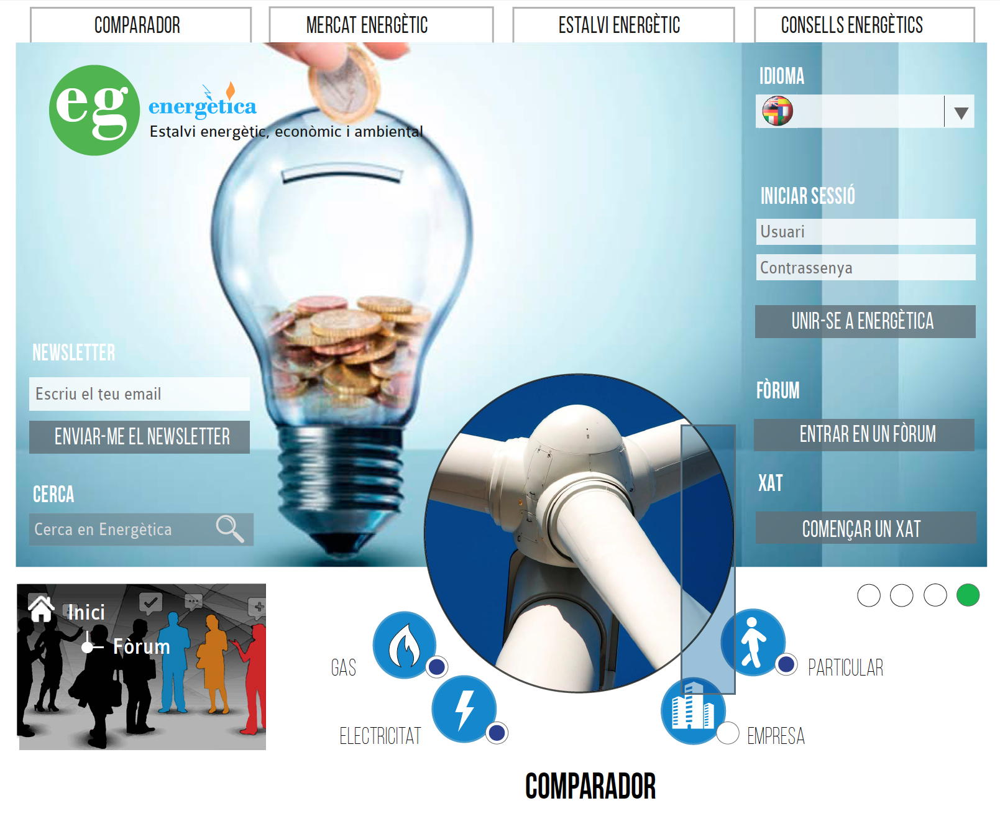 COMPARADOR
MERCAT ENERGÈTIC
ESTALVI ENERGÈTIC
CONSELLS ENERGÈTICS
eg
energètica
Estalvi energètic, econòmic i ambiental
IDIOMA
INICIAR SESSIÓ
Usuari
Contrassenya
UNIR-SE A ENERGÈTICA
NEWSLETTER
Escriu el teu email
ENVIAR-ME EL NEWSLETTER
FÒRUM
ENTRAR EN UN FÒRUM
XAT
COMENÇAR UN XAT
CERCA
Cerca en Energètica
Inici
Fòrum
GAS
ELECTRICITAT
PARTICULAR
EMPRESA
COMPARADOR